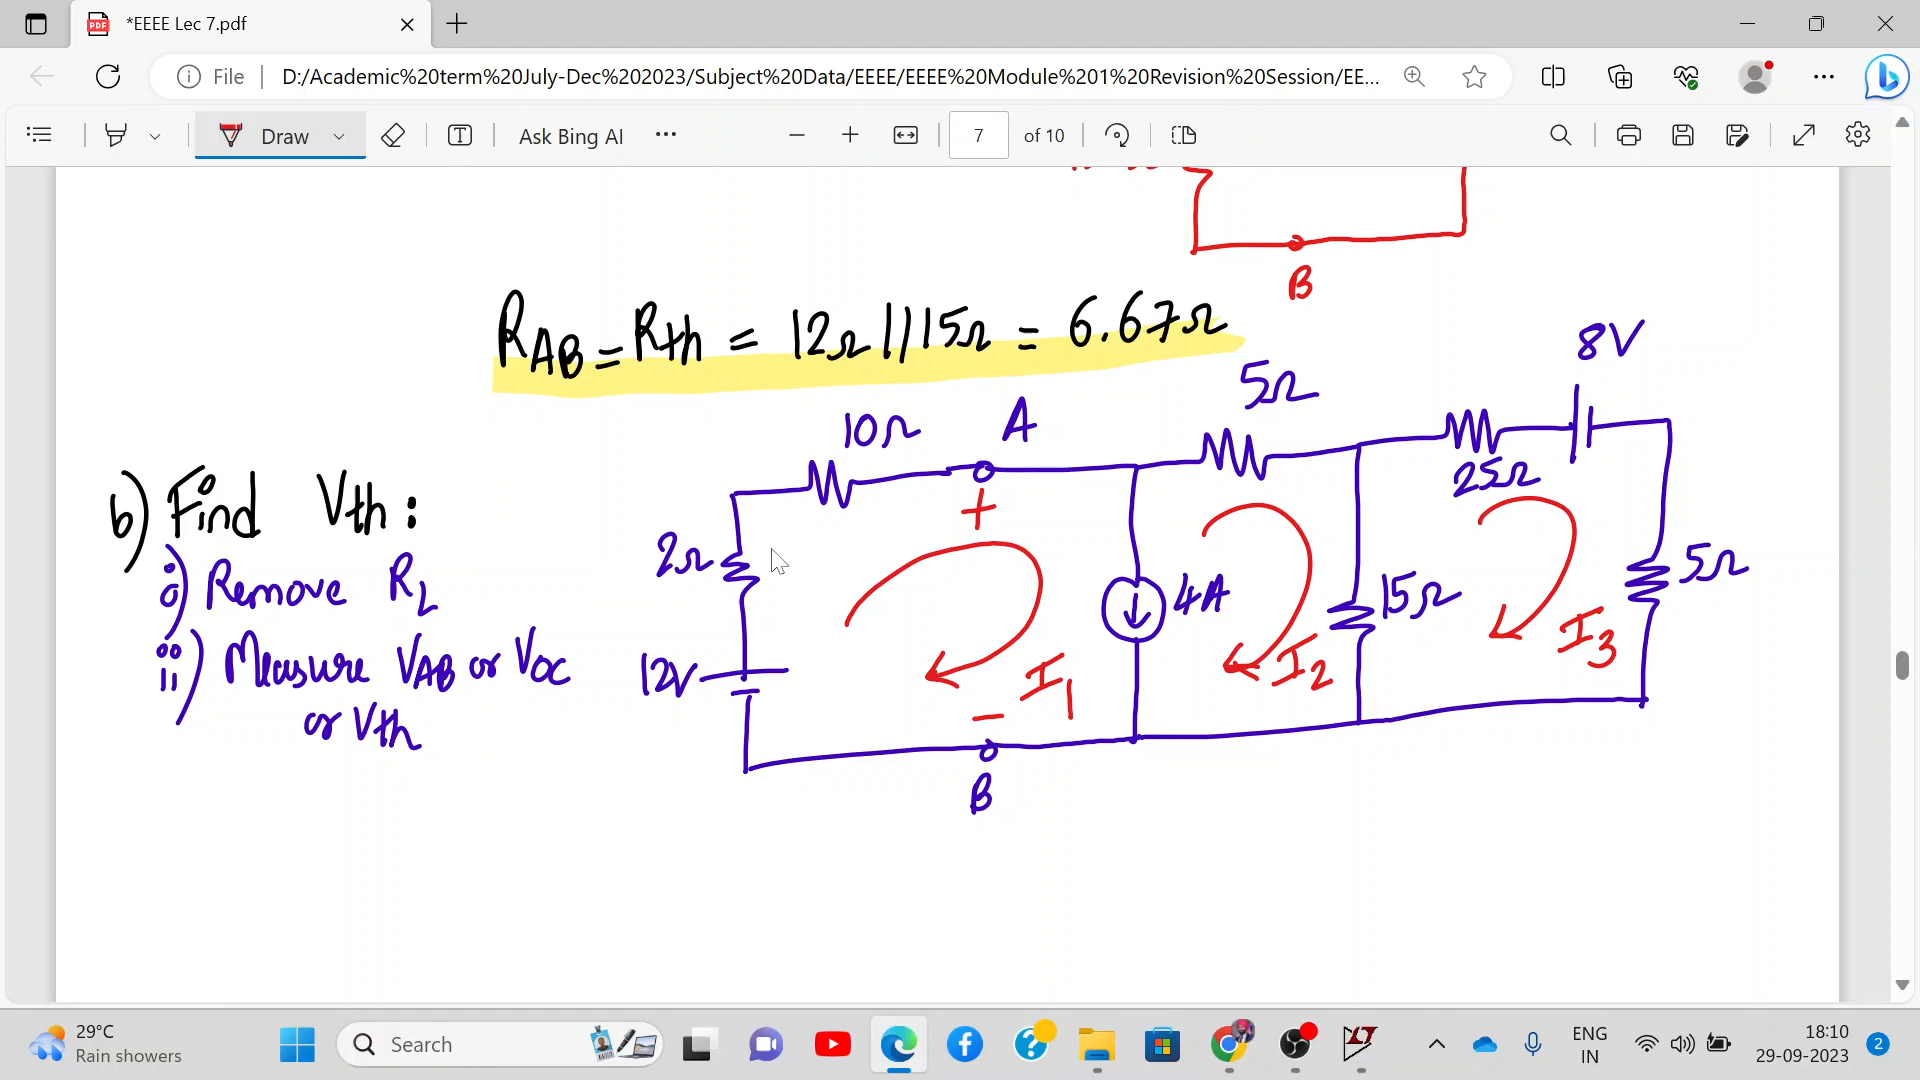 *EEEE Lec 7.pdf
File
D:/Academic%20term%20July-Dec%202023/Subject%20Data/EEEE/EEEE%20Module%201%20Revision%20Session/EE...
Draw
Ask Bing AI
7 of 10
B
RAB = Rth = 12Ω || 15Ω = 6.67Ω
8V
5Ω
10Ω A
25Ω
b) Find Vth :
+
2Ω
i) Remove RL
4A
15Ω
5Ω
I3
ii) Measure VAB or VOC
12V
I1
I2
or Vth
-
B
29°C
Rain showers
Search
ENG
IN
18:10
29-09-2023
2